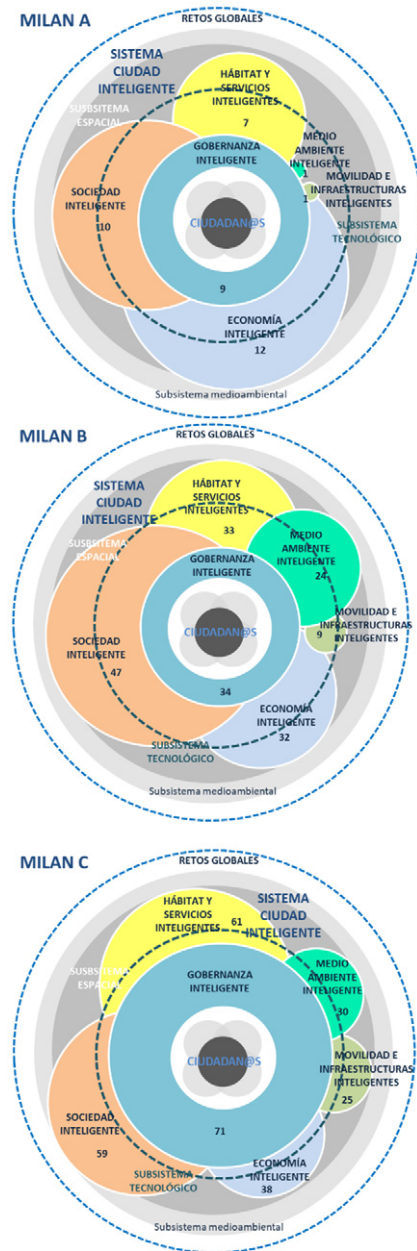 MILAN A
RETOS GLOBALES
SISTEMA
CIUDAD
INTELIGENTE
SUSBSITEMA
ESPACIAL
HÁBITAT Y
SERVICIOS
INTELIGENTES
7
GOBERNANZA
INTELIGENTE
MEDIO
AMBIENTE
INTELIGENTE
1
MOVILIDAD E
INFRAESTRUCTURAS
INTELIGENTES
1
SOCIEDAD
INTELIGENTE
10
CIUDADAN@S
SUBSISTEMA
TECNOLÓGICO
9
ECONOMÍA
INTELIGENTE
12
Subsistema medioambiental
MILAN B
RETOS GLOBALES
SISTEMA
CIUDAD
INTELIGENTE
SUSBSITEMA
ESPACIAL
HÁBITAT Y
SERVICIOS
INTELIGENTES
33
GOBERNANZA
INTELIGENTE
MEDIO
AMBIENTE
INTELIGENTE
24
MOVILIDAD E
INFRAESTRUCTURAS
INTELIGENTES
9
CIUDADAN@S
SOCIEDAD
INTELIGENTE
47
34
ECONOMÍA
INTELIGENTE
32
SUBSISTEMA
TECNOLÓGICO
Subsistema medioambiental
MILAN C
RETOS GLOBALES
HÁBITAT Y
SERVICIOS
INTELIGENTES
61
SISTEMA
CIUDAD
INTELIGENTE
SUSBSITEMA
ESPACIAL
GOBERNANZA
INTELIGENTE
MEDIO
AMBIENTE
INTELIGENTE
30
MOVILIDAD E
INFRAESTRUCTURAS
INTELIGENTES
25
CIUDADAN@S
SOCIEDAD
INTELIGENTE
59
71
SUBSISTEMA
TECNOLÓGICO
ECONOMÍA
INTELIGENTE
38
Subsistema medioambiental